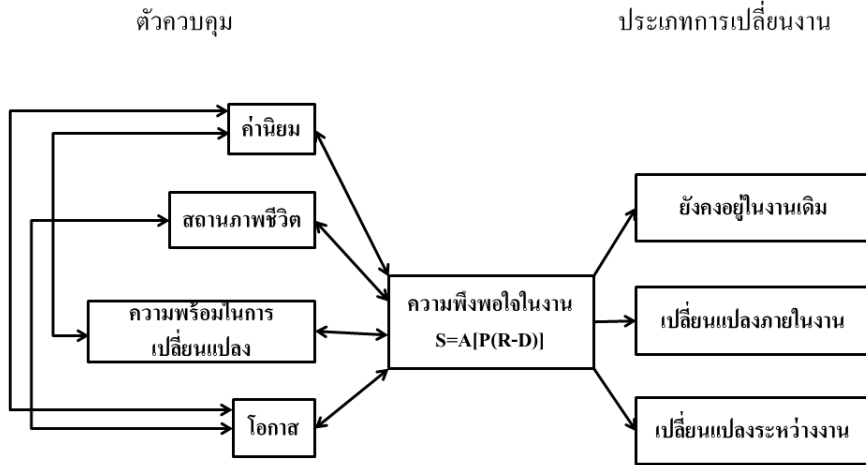 ตัวควบคุม
ประเภทการเปลี่ยนงาน
ค่านิยม
สถานภาพชีวิต
ความพร้อมในการ
เปลี่ยนแปลง
โอกาส
ความพึงพอใจในงาน
S=A[P(R-D)]
ยังคงอยู่ในงานเดิม
เปลี่ยนแปลงภายในงาน
เปลี่ยนแปลงระหว่างงาน